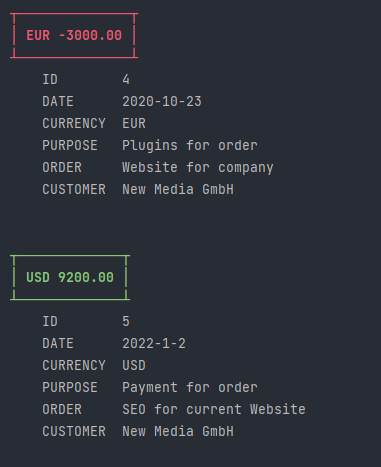 EUR -3000.00
ID 4
DATE 2020-10-23
CURRENCY EUR
PURPOSE Plugins for order
ORDER Website for company
CUSTOMER New Media GmbH
USD 9200.00
ID 5
DATE 2022-1-2
CURRENCY USD
PURPOSE Payment for order
ORDER SEO for current Website
CUSTOMER New Media GmbH